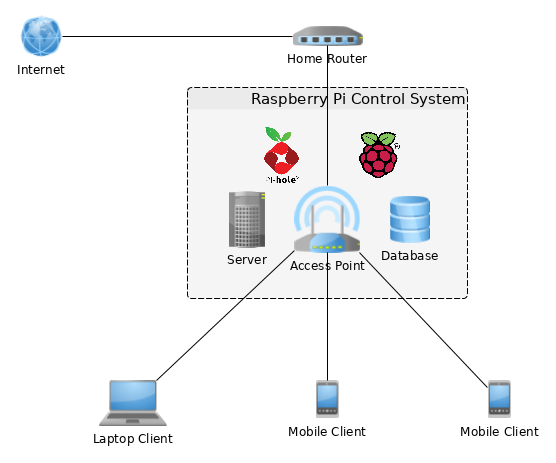 Internet
Home Router
Raspberry Pi Control System
Pi-hole®
®
Server
Access Point
Database
Laptop Client
Mobile Client
Mobile Client